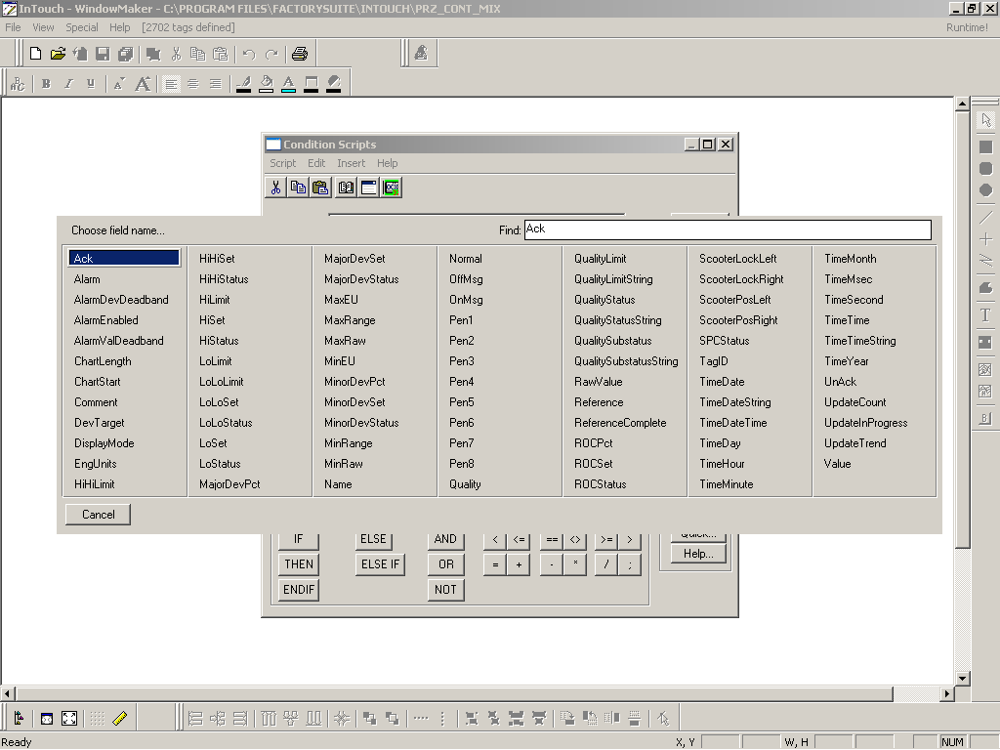 InTouch - WindowMaker - C:\PROGRAM FILES\FACTORYSUITE\INTOUCH\PRZ_CONT_MIX
File View Special Help [2702 tags defined] Runtime!
B I U A A
Condition Scripts
Script Edit Insert Help
Choose field name... Find: Ack
Ack HiHiSet MajorDevSet Normal QualityLimit ScooterLockLeft TimeMonth
Alarm HiHiStatus MajorDevStatus OffMsg QualityLimitString ScooterLockRight TimeMsec
AlarmDevDeadband HiLimit MaxEU OnMsg QualityStatus ScooterPosLeft TimeSecond
AlarmEnabled HiSet MaxRange Pen1 QualityStatusString ScooterPosRight TimeTime
AlarmValDeadband HiStatus MaxRaw Pen2 QualitySubstatus SPCStatus TimeTimeString
ChartLength LoLimit MinEU Pen3 QualitySubstatusString TagID TimeYear
ChartStart LoLoLimit MinorDevPct Pen4 RawValue TimeDate UnAck
Comment LoLoSet MinorDevSet Pen5 Reference TimeDateString UpdateCount
DevTarget LoLoStatus MinorDevStatus Pen6 ReferenceComplete TimeDateTime UpdateInProgress
DisplayMode LoSet MinRange Pen7 ROCPct TimeDay UpdateTrend
EngUnits LoStatus MinRaw Pen8 ROCSet TimeHour Value
HiHiLimit MajorDevPct Name Quality ROCStatus TimeMinute
Cancel
IF ELSE AND < <= == <> >= > Quick...
THEN ELSE IF OR = + - * / ; Help...
ENDIF NOT
Ready X, Y W, H NUM